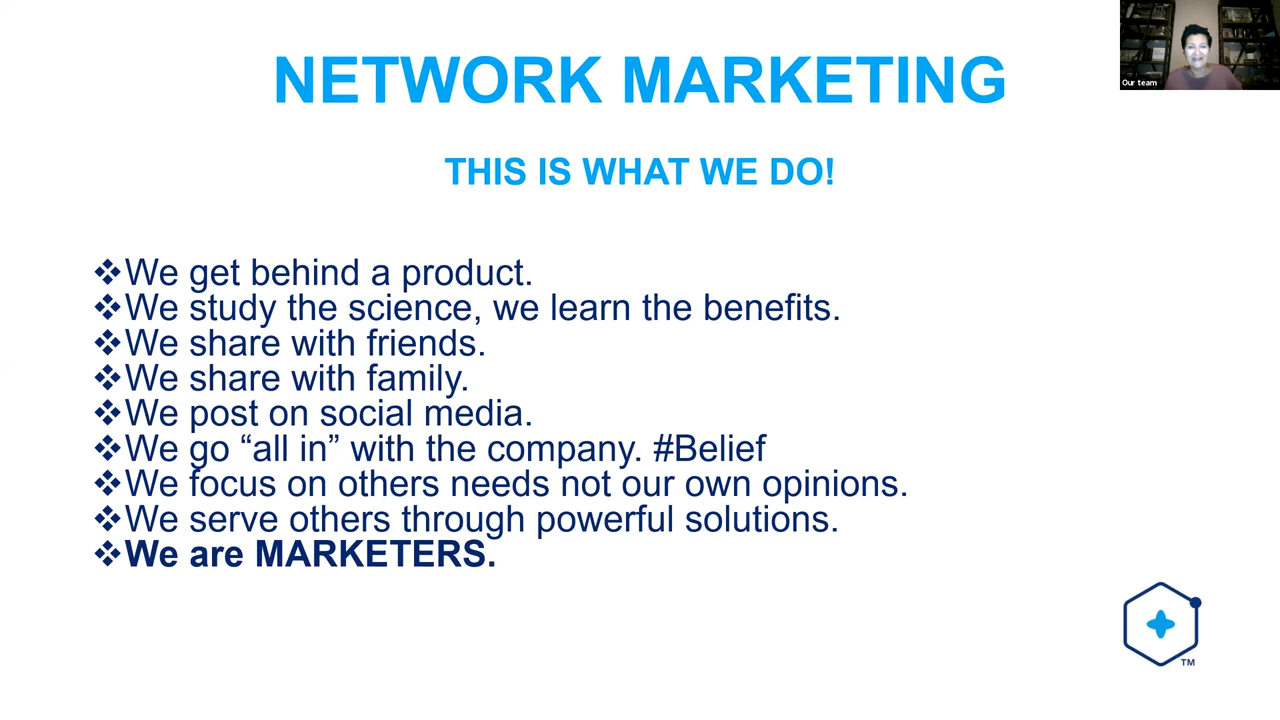 NETWORK MARKETING
Our team
THIS IS WHAT WE DO!
❖We get behind a product.
❖We study the science, we learn the benefits.
❖We share with friends.
❖We share with family.
❖We post on social media.
❖We go “all in” with the company. #Belief
❖We focus on others needs not our own opinions.
❖We serve others through powerful solutions.
❖We are MARKETERS.
TM